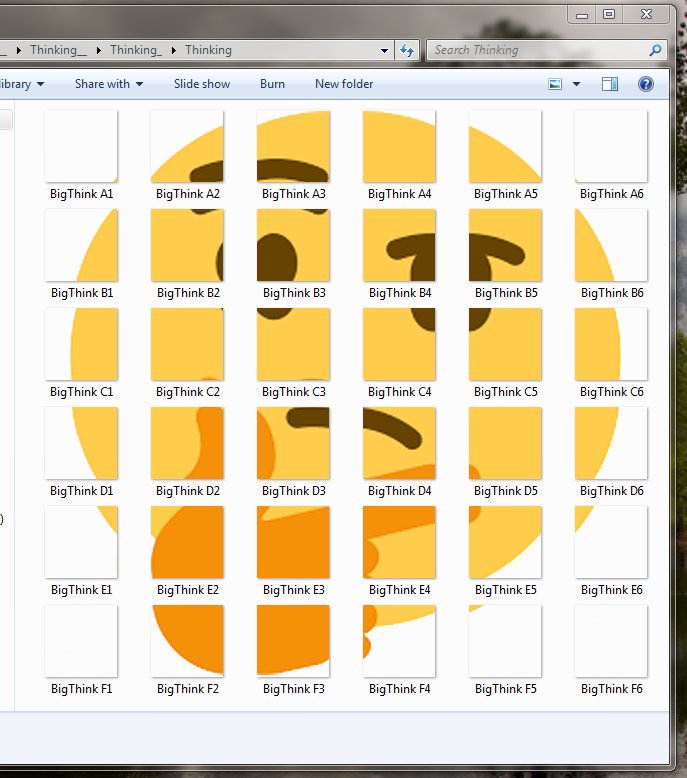 Thinking__ Thinking_ Thinking Search Thinking
library Share with Slide show Burn New folder
BigThink A1 BigThink A2 BigThink A3 BigThink A4 BigThink A5 BigThink A6
BigThink B1 BigThink B2 BigThink B3 BigThink B4 BigThink B5 BigThink B6
BigThink C1 BigThink C2 BigThink C3 BigThink C4 BigThink C5 BigThink C6
BigThink D1 BigThink D2 BigThink D3 BigThink D4 BigThink D5 BigThink D6
)
BigThink E1 BigThink E2 BigThink E3 BigThink E4 BigThink E5 BigThink E6
BigThink F1 BigThink F2 BigThink F3 BigThink F4 BigThink F5 BigThink F6